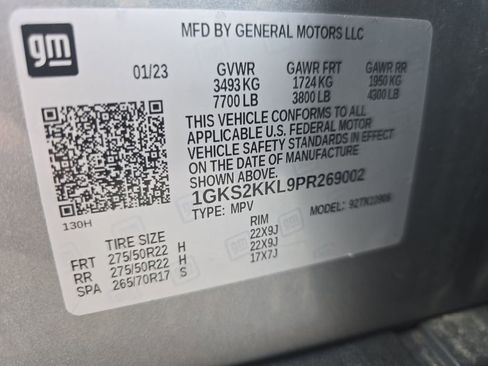 gm
MFD BY GENERAL MOTORS LLC
01/23 GVWR GAWR FRT GAWR RR
3493 KG 1724 KG 1950 KG
7700 LB 3800 LB 4300 LB
THIS VEHICLE CONFORMS TO ALL
APPLICABLE U.S. FEDERAL MOTOR
VEHICLE SAFETY STANDARDS IN EFFECT
ON THE DATE OF MANUFACTURE
SHOWN ABOVE.
1GKS2KKL9PR269002
TYPE: MPV MODEL:
130H
TIRE SIZE RIM
FRT 275/50R22 H 22X9J
RR 275/50R22 H 22X9J
SPA 265/70R17 S 17X7J